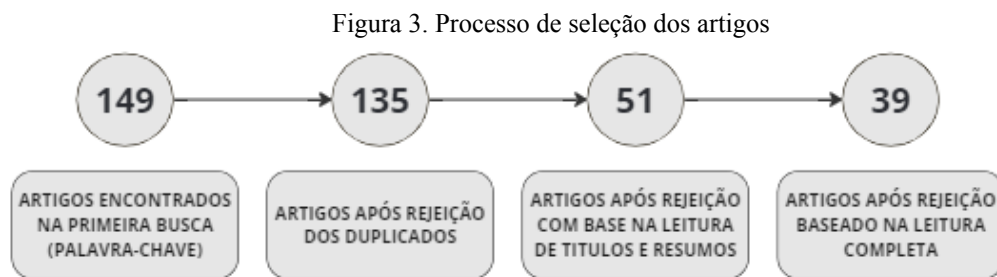 Figura 3. Processo de seleção dos artigos
149
135
51
39
ARTIGOS ENCONTRADOS
NA PRIMEIRA BUSCA
(PALAVRA-CHAVE)
ARTIGOS APÓS REJEIÇÃO
DOS DUPLICADOS
ARTIGOS APÓS REJEIÇÃO
COM BASE NA LEITURA
DE TITULOS E RESUMOS
ARTIGOS APÓS REJEIÇÃO
BASEADO NA LEITURA
COMPLETA